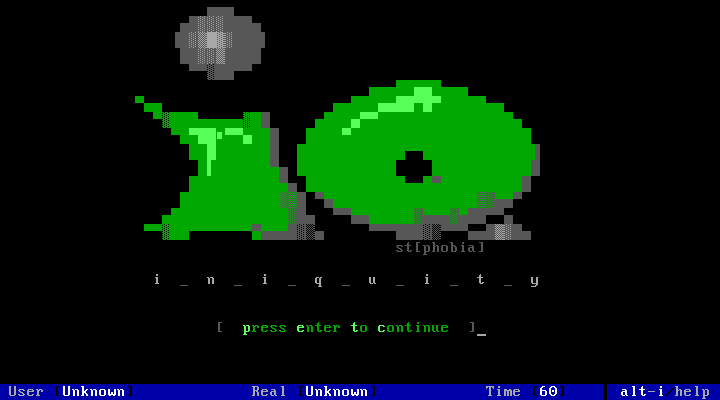 st[phobia]
i _ n _ i _ q _ u _ i _ t _ y
[ press enter to continue ]_
User [Unknown] Real [Unknown] Time [60] alt-i/help